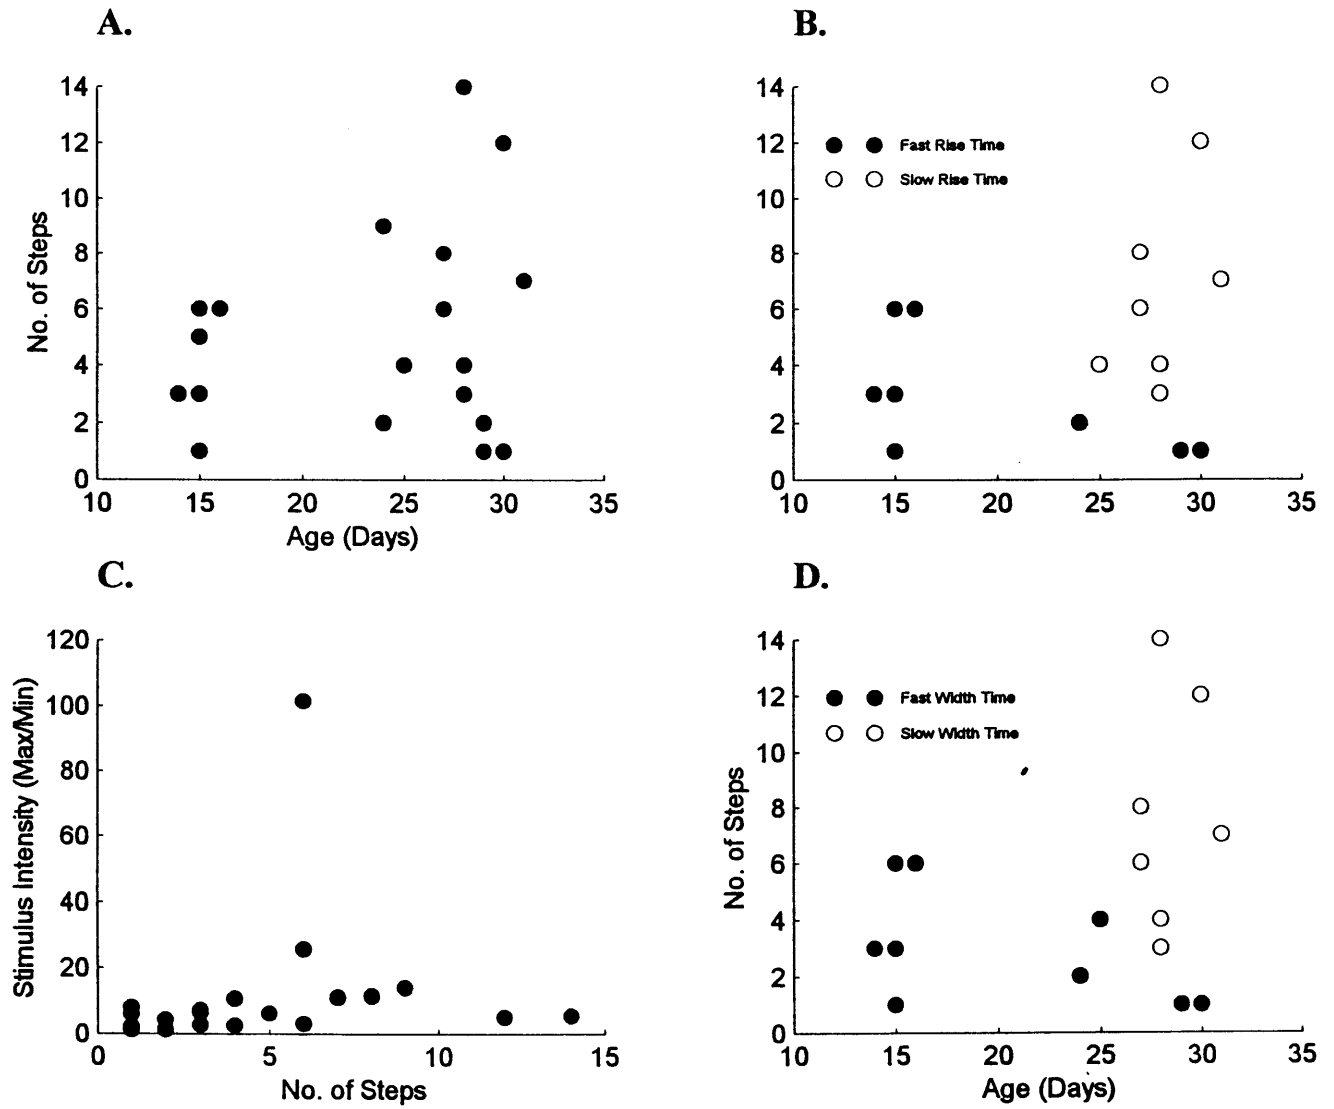 A.
14
12
10
8
6
4
2
0
No. of Steps
10 15 20 25 30 35
Age (Days)
B.
14
12
10
8
6
4
2
0
Fast Rise Time
Slow Rise Time
10 15 20 25 30 35
C.
120
100
80
60
40
20
0
Stimulus Intensity (Max/Min)
0 5 10 15
No. of Steps
D.
14
12
10
8
6
4
2
0
No. of Steps
Fast Width Time
Slow Width Time
10 15 20 25 30 35
Age (Days)